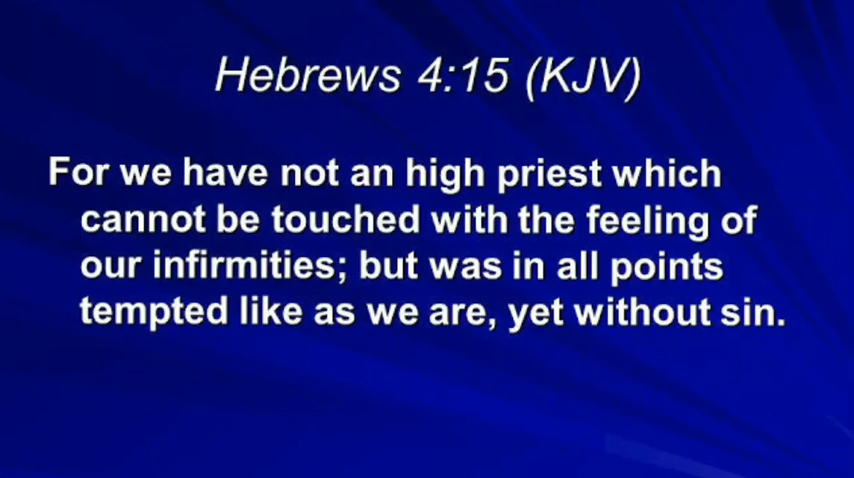 Hebrews 4:15 (KJV)
For we have not an high priest which
cannot be touched with the feeling of
our infirmities; but was in all points
tempted like as we are, yet without sin.